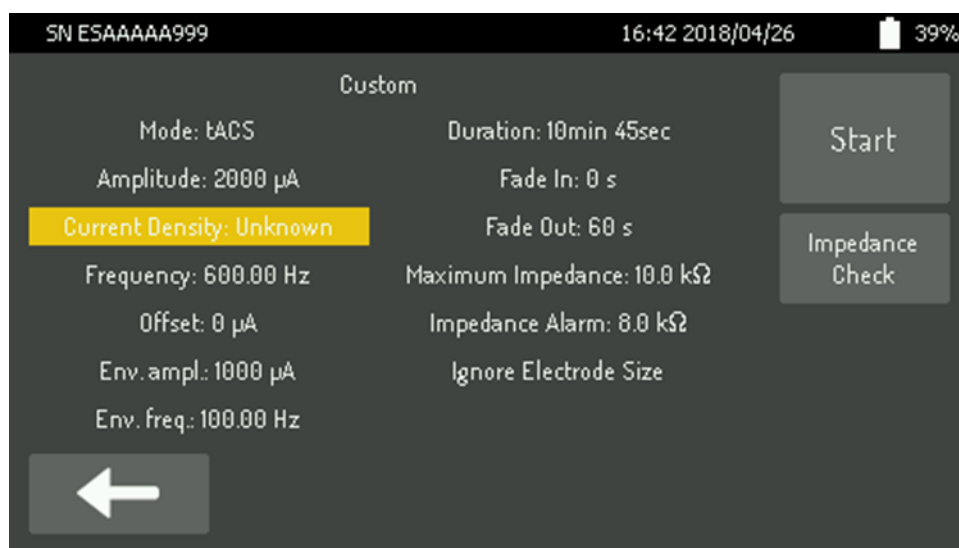 SN ESAAAAA999
16:42 2018/04/26
39%
Custom
Mode: tACS
Amplitude: 2000 µA
Current Density: Unknown
Frequency: 600.00 Hz
Offset: 0 µA
Env. ampl.: 1000 µA
Env. freq.: 100.00 Hz
Duration: 10min 45sec
Fade In: 0 s
Fade Out: 60 s
Maximum Impedance: 10.0 kΩ
Impedance Alarm: 8.0 kΩ
Ignore Electrode Size
Start
Impedance
Check